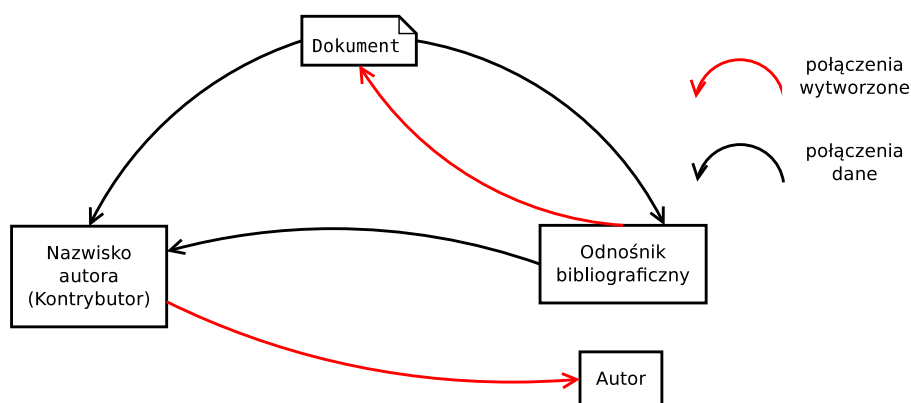 Dokument
połączenia
wytworzone
połączenia
dane
Nazwisko
autora
(Kontrybutor)
Odnośnik
bibliograficzny
Autor